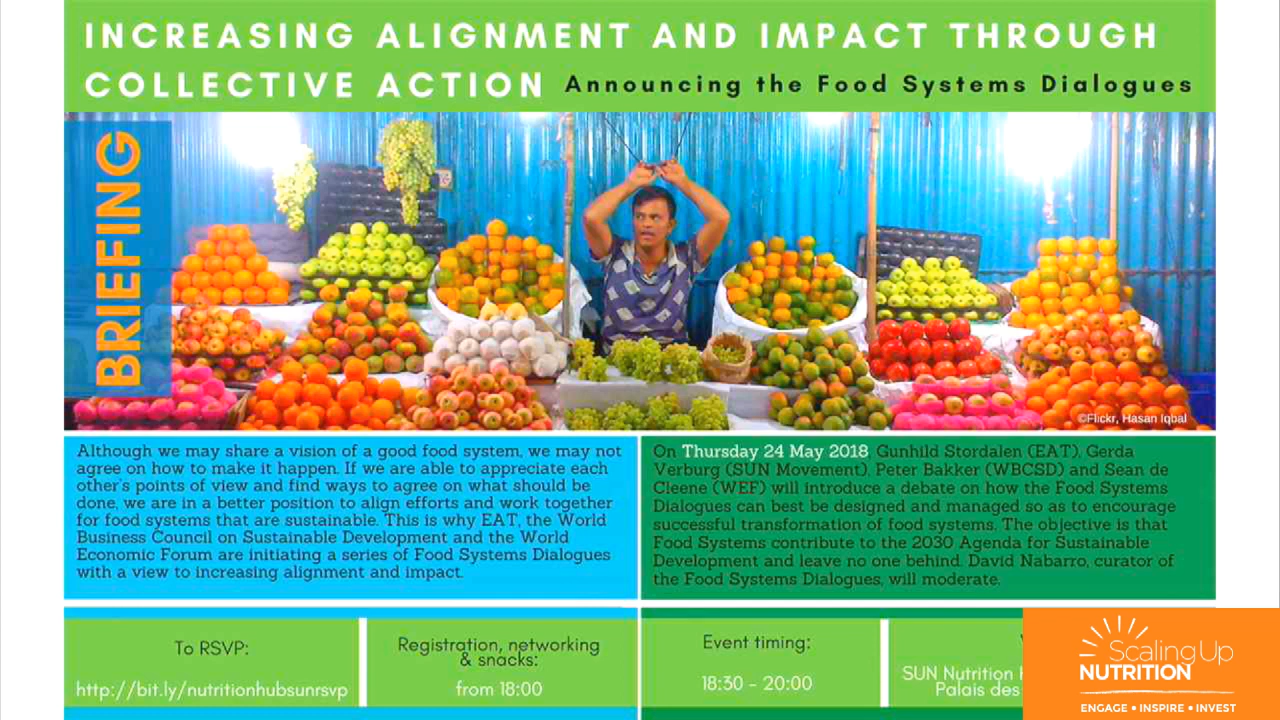 INCREASING ALIGNMENT AND IMPACT THROUGH
COLLECTIVE ACTION Announcing the Food Systems Dialogues
BRIEFING
©Flickr, Hasan Iqbal
Although we may share a vision of a good food system, we may not
agree on how to make it happen. If we are able to appreciate each
other's points of view and find ways to agree on what should be
done, we are in a better position to align efforts and work together
for food systems that are sustainable. This is why EAT, the World
Business Council on Sustainable Development and the World
Economic Forum are initiating a series of Food Systems Dialogues
with a view to increasing alignment and impact.
On Thursday 24 May 2018, Gunhild Stordalen (EAT), Gerda
Verburg (SUN Movement), Peter Bakker (WBCSD) and Sean de
Cleene (WEF) will introduce a debate on how the Food Systems
Dialogues can best be designed and managed so as to encourage
successful transformation of food systems. The objective is that
Food Systems contribute to the 2030 Agenda for Sustainable
Development and leave no one behind. David Nabarro, curator of
the Food Systems Dialogues, will moderate.
To RSVP:
http://bit.ly/nutritionhubsunrsvp
Registration, networking
& snacks:
from 18:00
Event timing:
18:30 - 20:00
SUN Nutrition
Palais des
Scaling Up
NUTRITION
ENGAGE • INSPIRE • INVEST